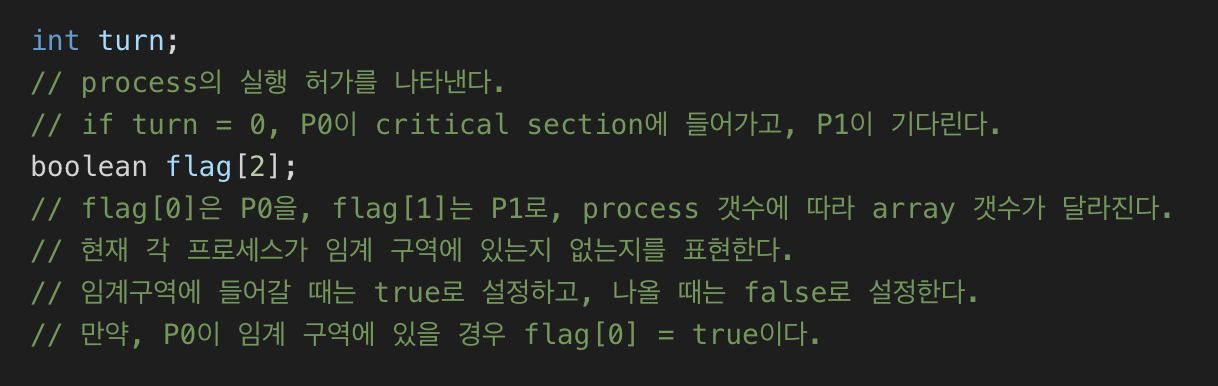 int turn;
// process의 실행 허가를 나타낸다.
// if turn = 0, P0이 critical section에 들어가고, P1이 기다린다.
boolean flag[2];
// flag[0]은 P0을, flag[1]는 P1로, process 갯수에 따라 array 갯수가 달라진다.
// 현재 각 프로세스가 임계 구역에 있는지 없는지를 표현한다.
// 임계구역에 들어갈 때는 true로 설정하고, 나올 때는 false로 설정한다.
// 만약, P0이 임계 구역에 있을 경우 flag[0] = true이다.